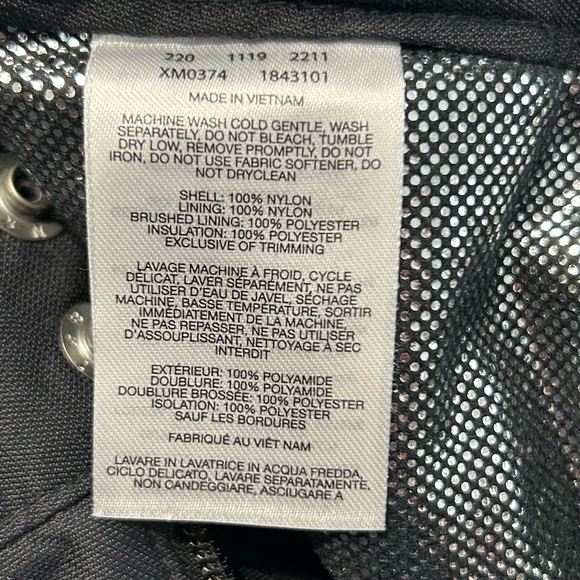 220 1119 2211
XM0374 1843101
MADE IN VIETNAM
MACHINE WASH COLD GENTLE, WASH
SEPARATELY, DO NOT BLEACH, TUMBLE
DRY LOW, REMOVE PROMPTLY, DO NOT
IRON, DO NOT USE FABRIC SOFTENER, DO
NOT DRYCLEAN
SHELL: 100% NYLON
LINING: 100% NYLON
BRUSHED LINING: 100% POLYESTER
INSULATION: 100% POLYESTER
EXCLUSIVE OF TRIMMING
LAVAGE MACHINE À FROID, CYCLE
DÉLICAT, LAVER SÉPARÉMENT, NE PAS
UTILISER D'EAU DE JAVEL, SÉCHAGE
MACHINE, BASSE TEMPÉRATURE, SORTIR
IMMÉDIATEMENT DE LA MACHINE,
NE PAS REPASSER, NE PAS UTILISER
D'ASSOUPLISSANT, NETTOYAGE À SEC
INTERDIT
EXTÉRIEUR: 100% POLYAMIDE
DOUBLURE: 100% POLYAMIDE
DOUBLURE BROSSÉE: 100% POLYESTER
ISOLATION: 100% POLYESTER
SAUF LES BORDURES
FABRIQUÉ AU VIÊT NAM
LAVARE IN LAVATRICE IN ACQUA FREDDA,
CICLO DELICATO, LAVARE SEPARATAMENTE,
NON CANDEGGIARE, ASCIUGARE A